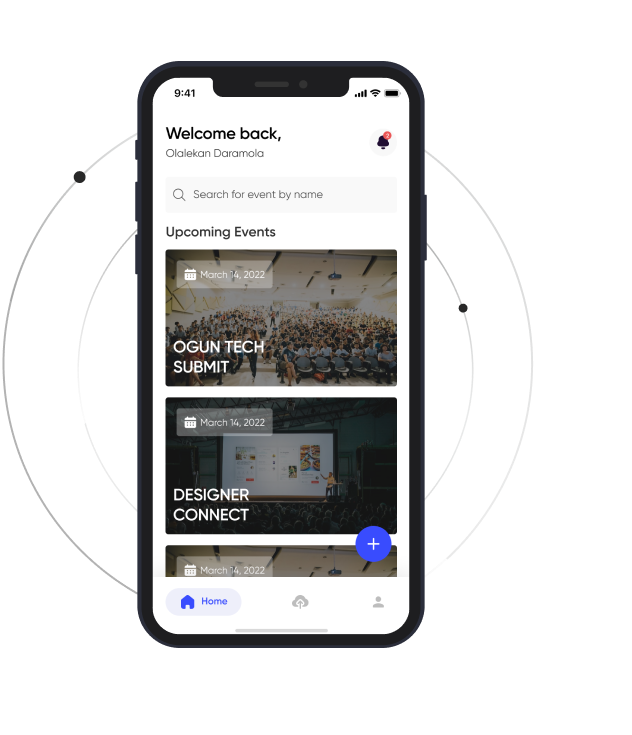 9:41
Welcome back,
Olalekan Daramola
Search for event by name
Upcoming Events
March 14, 2022
OGUN TECH
SUBMIT
March 14, 2022
DESIGNER
CONNECT
March 14, 2022
Home